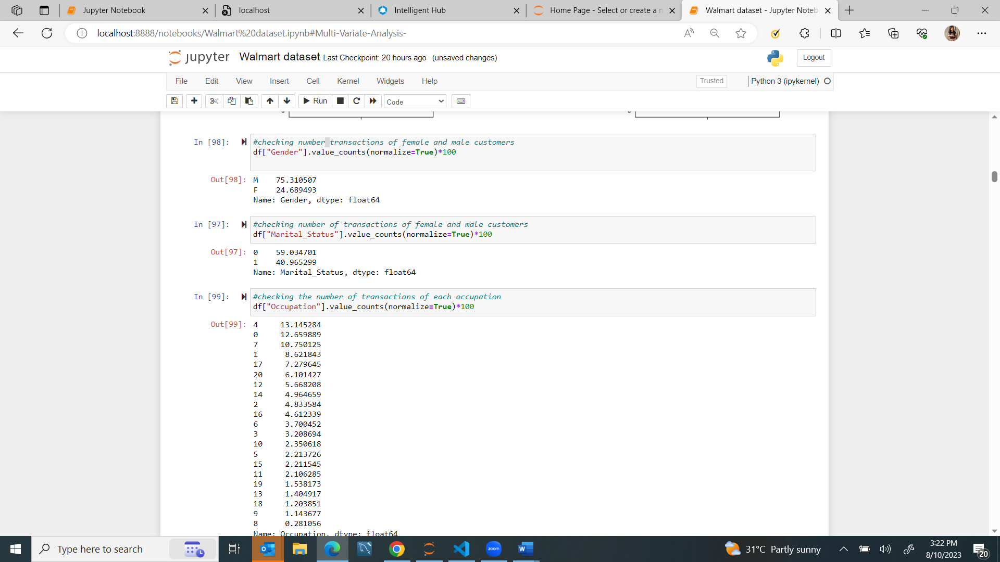 Jupyter Notebook
localhost
Intelligent Hub
Home Page - Select or create a n
Walmart dataset - Jupyter Noteb
localhost:8888/notebooks/Walmart%20dataset.ipynb#Multi-Variate-Analysis-
jupyter Walmart dataset Last Checkpoint: 20 hours ago (unsaved changes)
Logout
File Edit View Insert Cell Kernel Widgets Help
Trusted
Python 3 (ipykernel)
Run
Code
In [98]: #checking number transactions of female and male customers
df["Gender"].value_counts(normalize=True)*100
Out[98]: M 75.310507
F 24.689493
Name: Gender, dtype: float64
In [97]: #checking number of transactions of female and male customers
df["Marital_Status"].value_counts(normalize=True)*100
Out[97]: 0 59.034701
1 40.965299
Name: Marital_Status, dtype: float64
In [99]: #checking the number of transactions of each occupation
df["Occupation"].value_counts(normalize=True)*100
Out[99]: 4 13.145284
0 12.659889
7 10.750125
1 8.621843
17 7.279645
20 6.101427
12 5.668208
14 4.964659
2 4.833584
16 4.612339
6 3.700452
3 3.208694
10 2.350618
5 2.213726
15 2.211545
11 2.106285
19 1.538173
13 1.404917
18 1.203851
9 1.143677
8 0.281056
Name: Occupation, dtype: float64
Type here to search
zoom
31°C Partly sunny
3:22 PM
8/10/2023
20